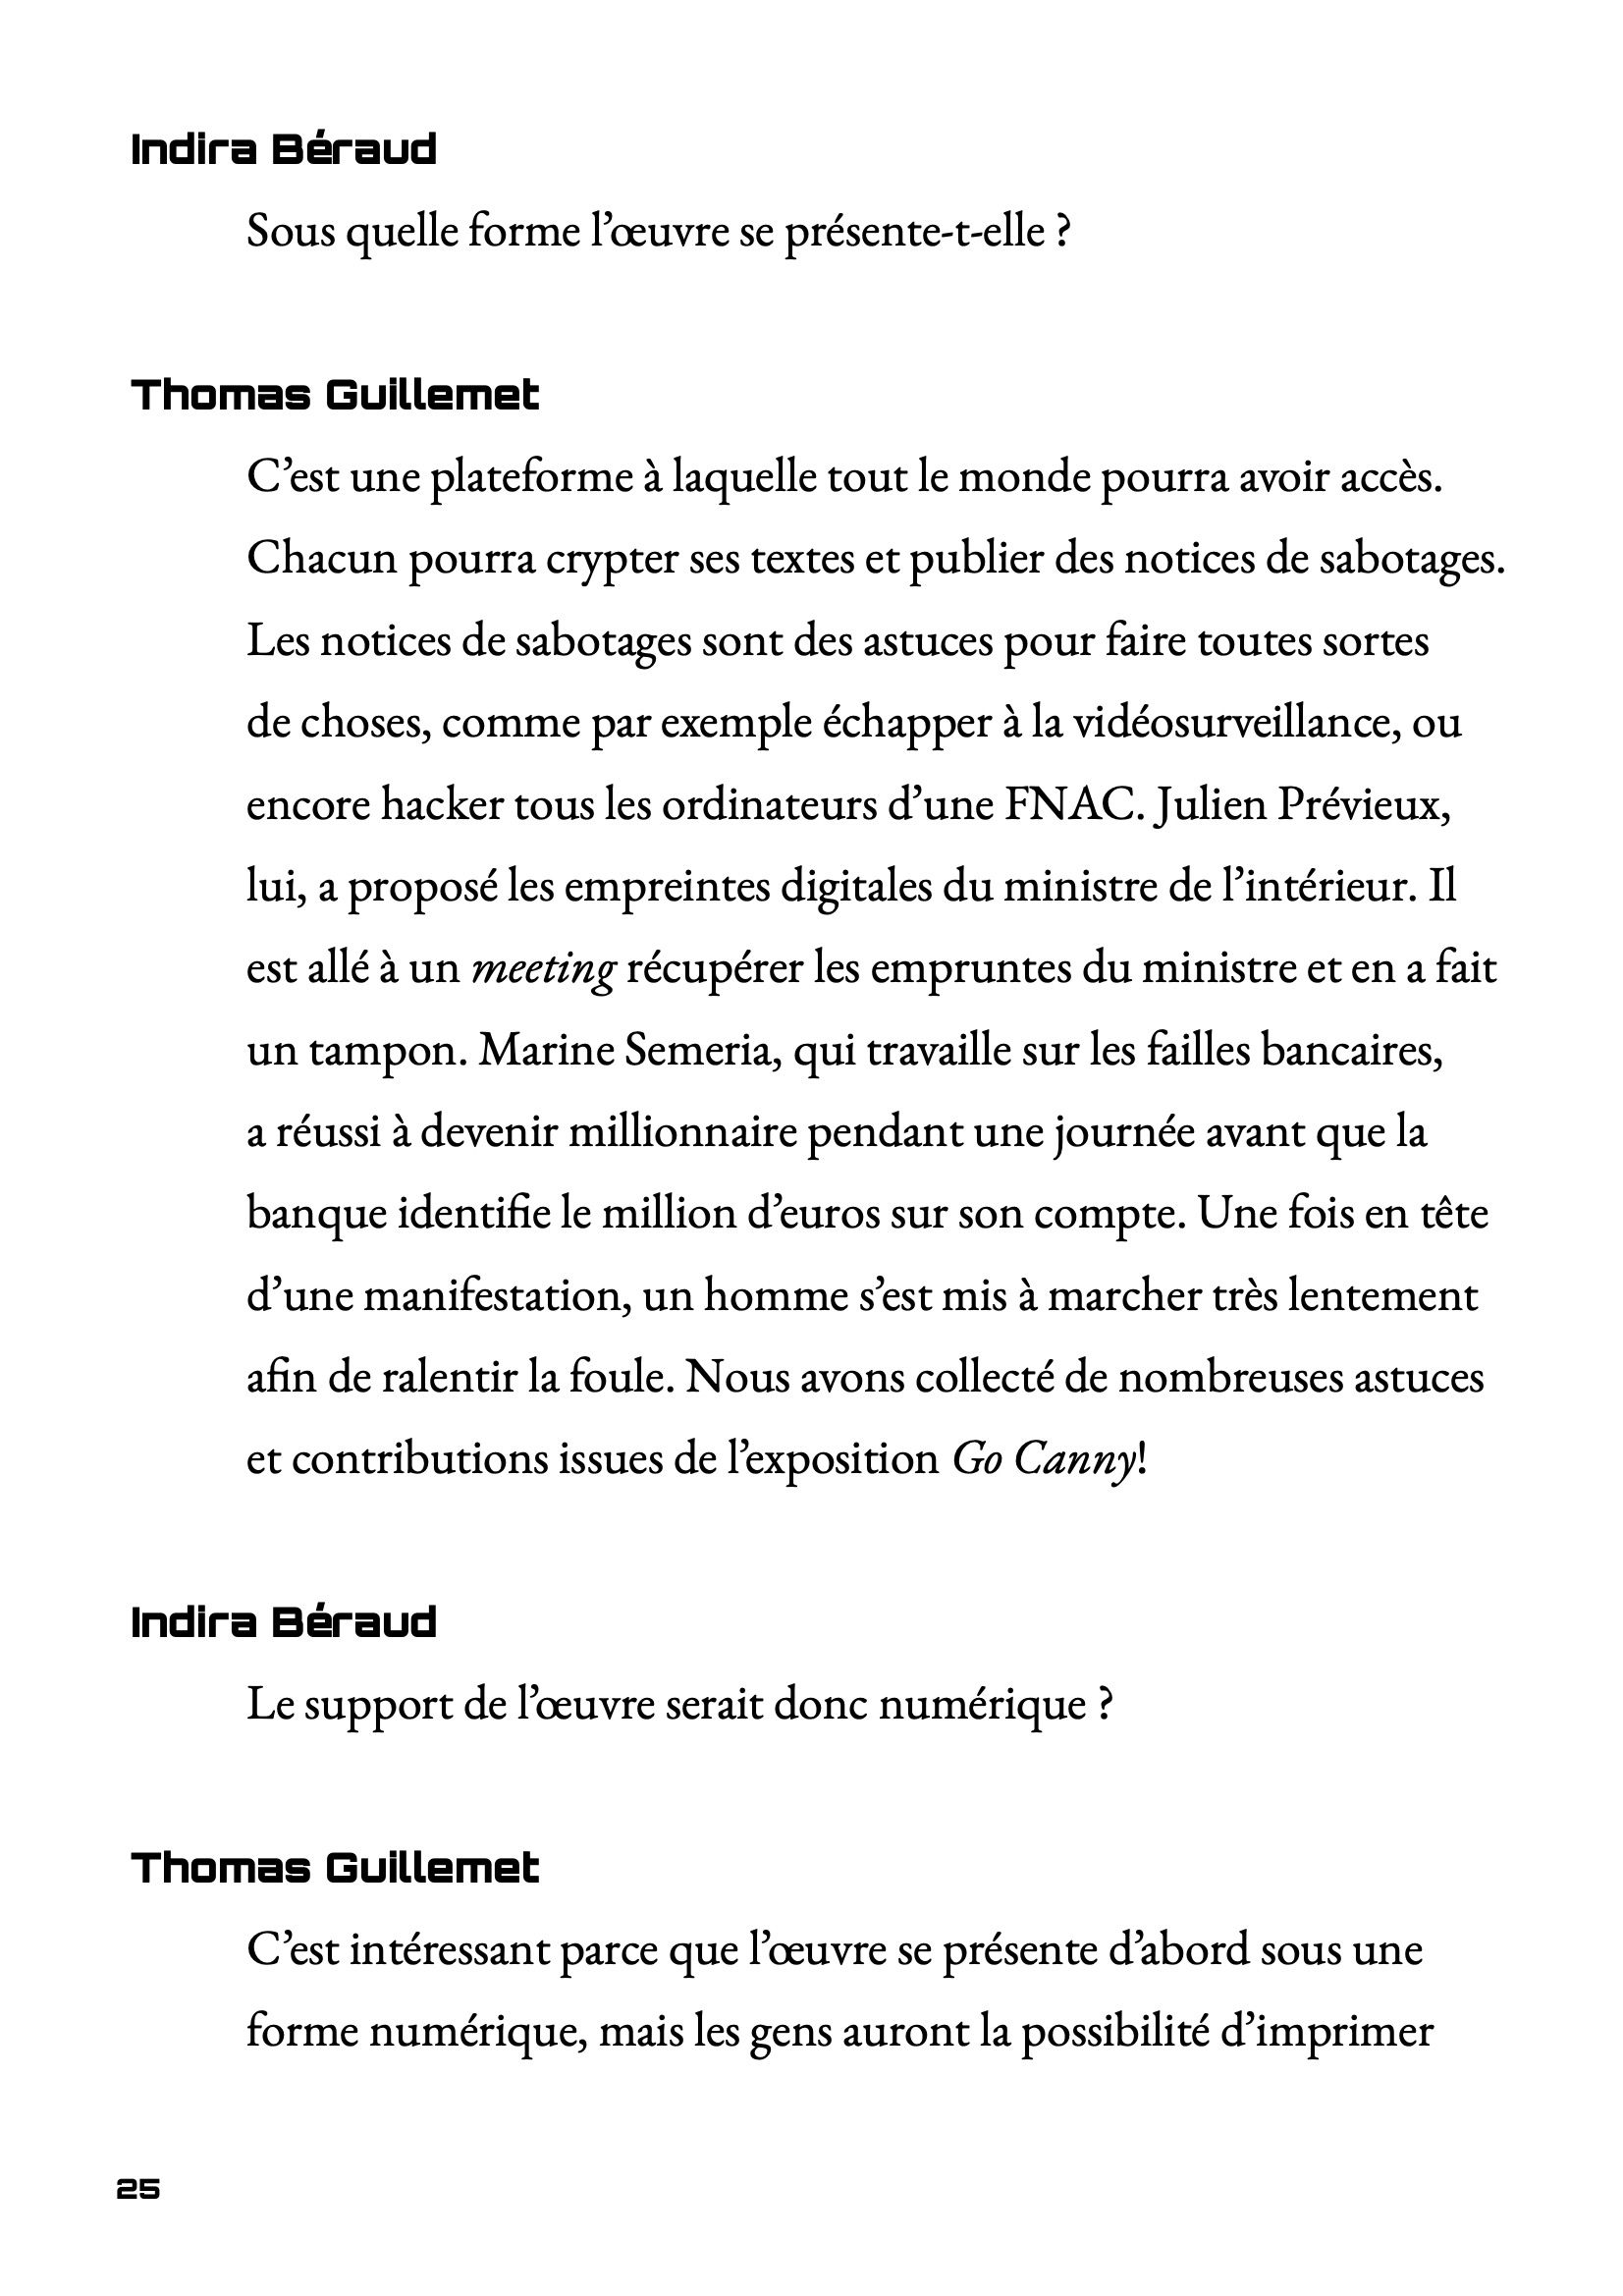 Indira Béraud
Sous quelle forme l’œuvre se présente-t-elle ?
Thomas Guillemet
C’est une plateforme à laquelle tout le monde pourra avoir accès.
Chacun pourra crypter ses textes et publier des notices de sabotages.
Les notices de sabotages sont des astuces pour faire toutes sortes
de choses, comme par exemple échapper à la vidéosurveillance, ou
encore hacker tous les ordinateurs d’une FNAC. Julien Prévieux,
lui, a proposé les empreintes digitales du ministre de l’intérieur. Il
est allé à un meeting récupérer les empruntes du ministre et en a fait
un tampon. Marine Semeria, qui travaille sur les failles bancaires,
a réussi à devenir millionnaire pendant une journée avant que la
banque identifie le million d’euros sur son compte. Une fois en tête
d’une manifestation, un homme s’est mis à marcher très lentement
afin de ralentir la foule. Nous avons collecté de nombreuses astuces
et contributions issues de l’exposition Go Canny!
Indira Béraud
Le support de l’œuvre serait donc numérique ?
Thomas Guillemet
C’est intéressant parce que l’œuvre se présente d’abord sous une
forme numérique, mais les gens auront la possibilité d’imprimer
25